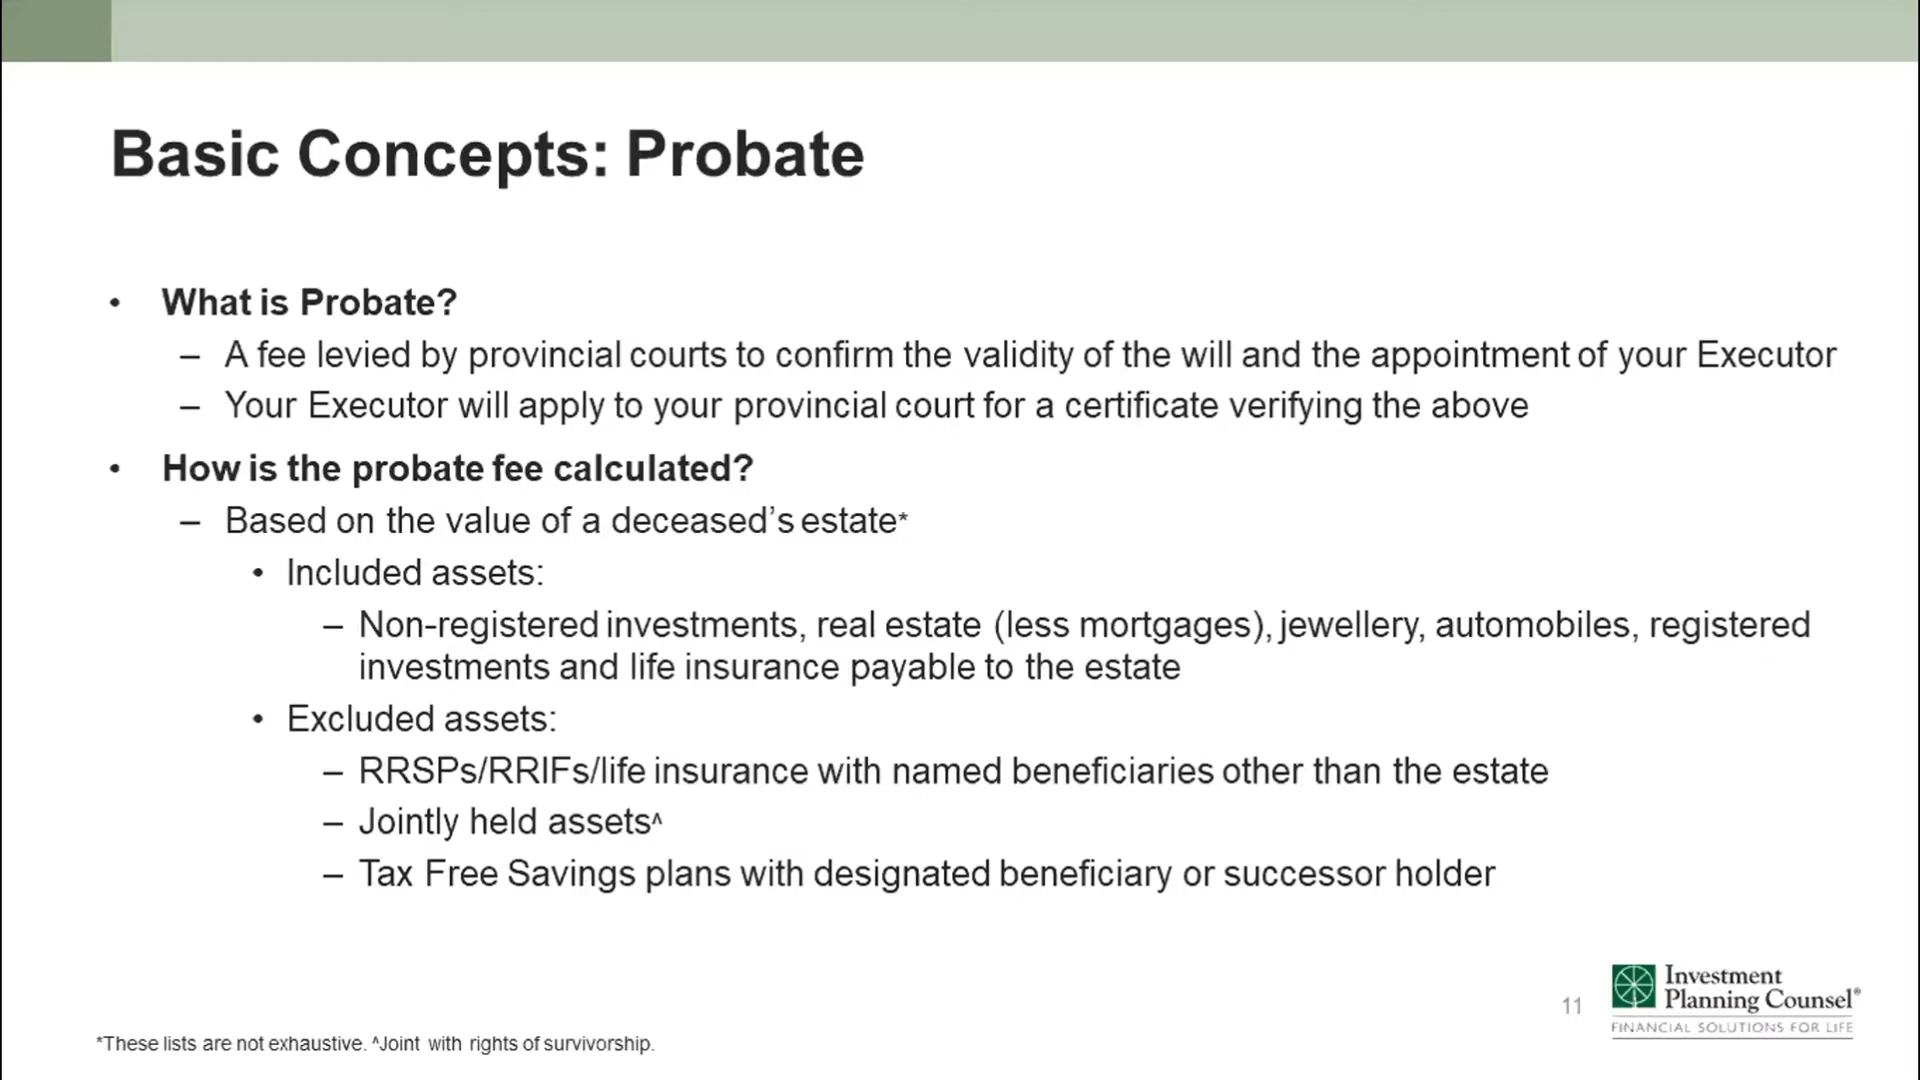 Basic Concepts: Probate
• What is Probate?
– A fee levied by provincial courts to confirm the validity of the will and the appointment of your Executor
– Your Executor will apply to your provincial court for a certificate verifying the above
• How is the probate fee calculated?
– Based on the value of a deceased’s estate*
• Included assets:
– Non-registered investments, real estate (less mortgages), jewellery, automobiles, registered
investments and life insurance payable to the estate
• Excluded assets:
– RRSPs/RRIFs/life insurance with named beneficiaries other than the estate
– Jointly held assets^
– Tax Free Savings plans with designated beneficiary or successor holder
11
Investment
Planning Counsel®
FINANCIAL SOLUTIONS FOR LIFE
*These lists are not exhaustive. ^Joint with rights of survivorship.